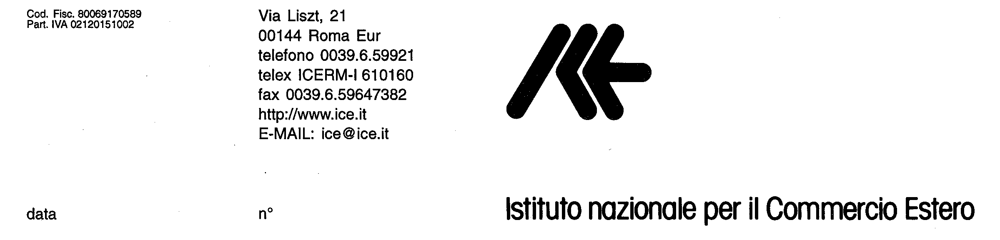 Cod. Fisc. 80069170589
Part. IVA 02120151002
Via Liszt, 21
00144 Roma Eur
telefono 0039.6.59921
telex ICERM-I 610160
fax 0039.6.59647382
http://www.ice.it
E-MAIL: ice@ice.it
data
n°
Istituto nazionale per il Commercio Estero